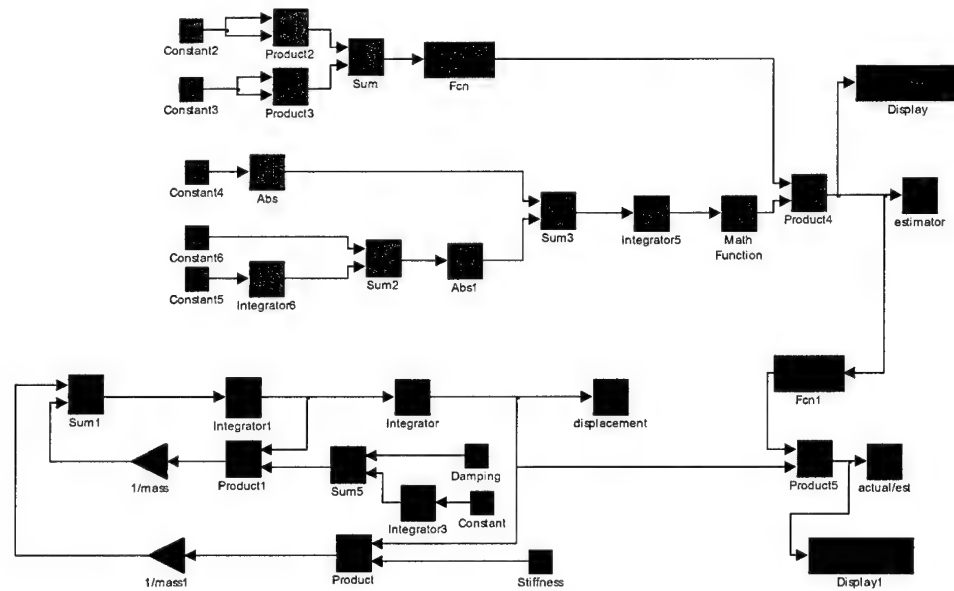 Constant2
Product2
Sum
Fcn
Constant3
Product3
Display
Constant4
Abs
Product4
estimator
Sum3
Integrator5
Math
Function
Constant6
Sum2
Abs1
Constant5
Integrator6
Fcn1
Sum1
Integrator1
Integrator
displacement
Damping
1/mass
Product1
Sum5
Product5
actual/est
Integrator3
Constant
1/mass1
Product
Stiffness
Display1